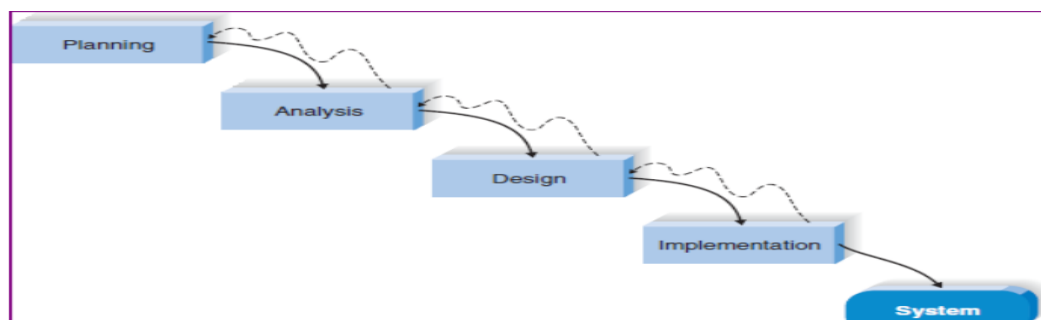 Planning
Analysis
Design
Implementation
System